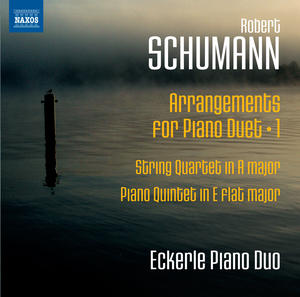 NAXOS
Robert
SCHUMANN
Arrangements
for Piano Duet • 1
String Quartet in A major
Piano Quintet in E flat major
Eckerle Piano Duo